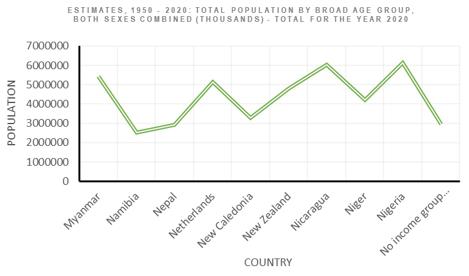 ESTIMATES, 1950 - 2020: TOTAL POPULATION BY BROAD AGE GROUP,
BOTH SEXES COMBINED (THOUSANDS) - TOTAL FOR THE YEAR 2020
POPULATION
7000000
6000000
5000000
4000000
3000000
2000000
1000000
0
Myanmar
Namibia
Nepal
Netherlands
New Caledonia
New Zealand
Nicaragua
Niger
Nigeria
No income group...
COUNTRY